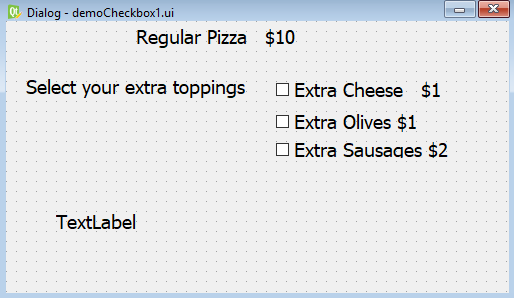 Dialog - demoCheckbox1.ui
Regular Pizza $10
Select your extra toppings
Extra Cheese $1
Extra Olives $1
Extra Sausages $2
TextLabel